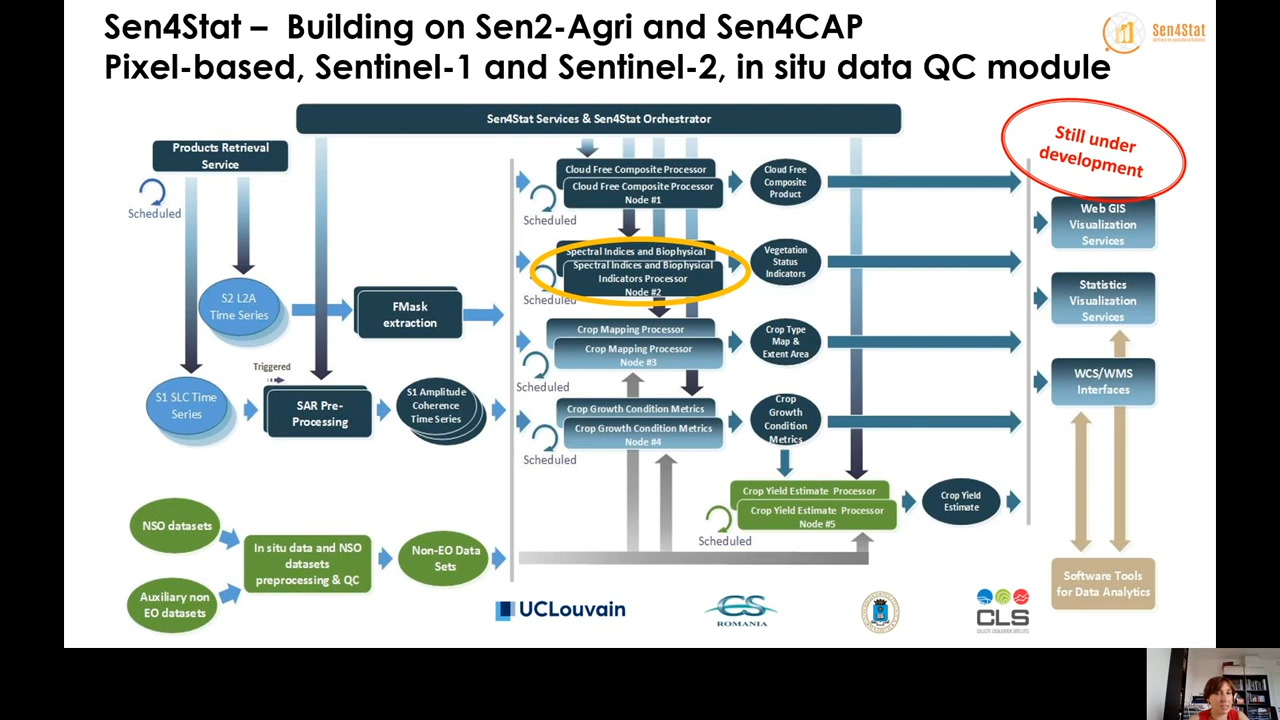 Sen4Stat – Building on Sen2-Agri and Sen4CAP
Pixel-based, Sentinel-1 and Sentinel-2, in situ data QC module
Sen4Stat
Still under
development
Sen4Stat Services & Sen4Stat Orchestrator
Products Retrieval
Service
Scheduled
S2 L2A
Time Series
FMask
extraction
Triggered
S1 SLC Time
Series
SAR Pre-
Processing
S1 Amplitude
Coherence
Time Series
NSO datasets
Auxiliary non
EO datasets
In situ data and NSO
datasets
preprocessing & QC
Non-EO Data
Sets
Cloud Free Composite Processor
Cloud Free Composite Processor
Node #1
Scheduled
Cloud Free
Composite
Product
Spectral Indices and Biophysical
Spectral Indices and Biophysical
Indicators Processor
Node #2
Scheduled
Vegetation
Status
Indicators
Crop Mapping Processor
Crop Mapping Processor
Node #3
Scheduled
Crop Type
Map &
Extent Area
Crop Growth Condition Metrics
Crop Growth Condition Metrics
Node #4
Scheduled
Crop
Growth
Condition
Metrics
Crop Yield Estimate Processor
Crop Yield Estimate Processor
Node #5
Scheduled
Crop Yield
Estimate
Web GIS
Visualization
Services
Statistics
Visualization
Services
WCS/WMS
Interfaces
Software Tools
for Data Analytics
UCLouvain
CS
ROMANIA
CLS